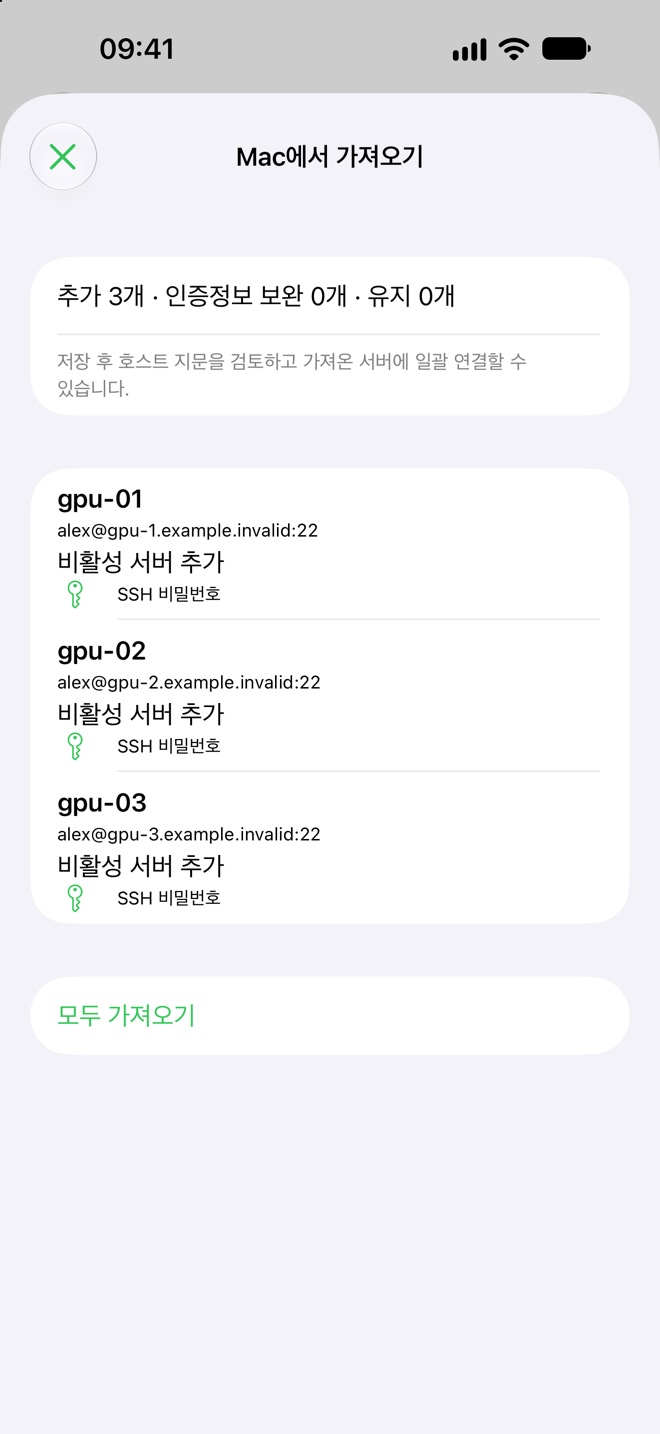 09:41
Mac에서 가져오기
추가 3개 · 인증정보 보완 0개 · 유지 0개
저장 후 호스트 지문을 검토하고 가져온 서버에 일괄 연결할 수
있습니다.
gpu-01
alex@gpu-1.example.invalid:22
비활성 서버 추가
SSH 비밀번호
gpu-02
alex@gpu-2.example.invalid:22
비활성 서버 추가
SSH 비밀번호
gpu-03
alex@gpu-3.example.invalid:22
비활성 서버 추가
SSH 비밀번호
모두 가져오기